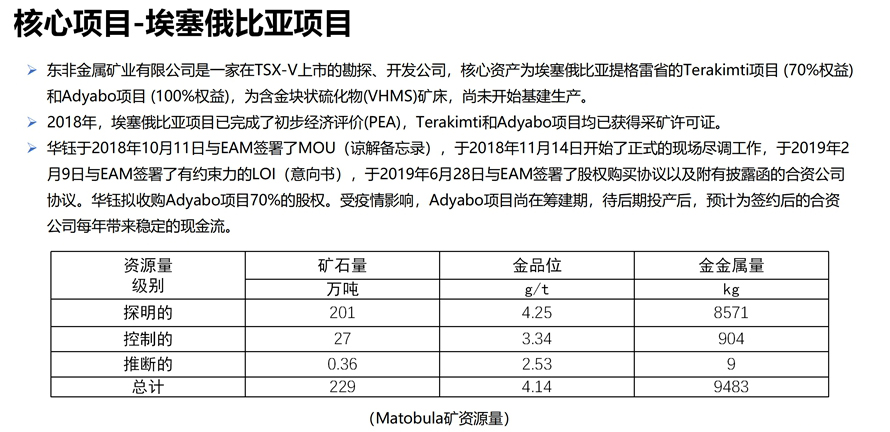 核心项目-埃塞俄比亚项目
➢ 东非金属矿业有限公司是一家在TSX-V上市的勘探、开发公司，核心资产为埃塞俄比亚提格雷省的Terakimti项目 (70%权益)
和Adyabo项目 (100%权益)，为含金块状硫化物(VHMS)矿床，尚未开始基建生产。
➢ 2018年，埃塞俄比亚项目已完成了初步经济评价(PEA)，Terakimti和Adyabo项目均已获得采矿许可证。
➢ 华钰于2018年10月11日与EAM签署了MOU（谅解备忘录），于2018年11月14日开始了正式的现场尽调工作，于2019年2
月9日与EAM签署了有约束力的LOI（意向书），于2019年6月28日与EAM签署了股权购买协议以及附有披露函的合资公司
协议。华钰拟收购Adyabo项目70%的股权。受疫情影响，Adyabo项目尚在筹建期，待后期投产后，预计为签约后的合资
公司每年带来稳定的现金流。
资源量级别 矿石量 金品位 金金属量
万吨 g/t kg
探明的 201 4.25 8571
控制的 27 3.34 904
推断的 0.36 2.53 9
总计 229 4.14 9483
（Matobula矿资源量）